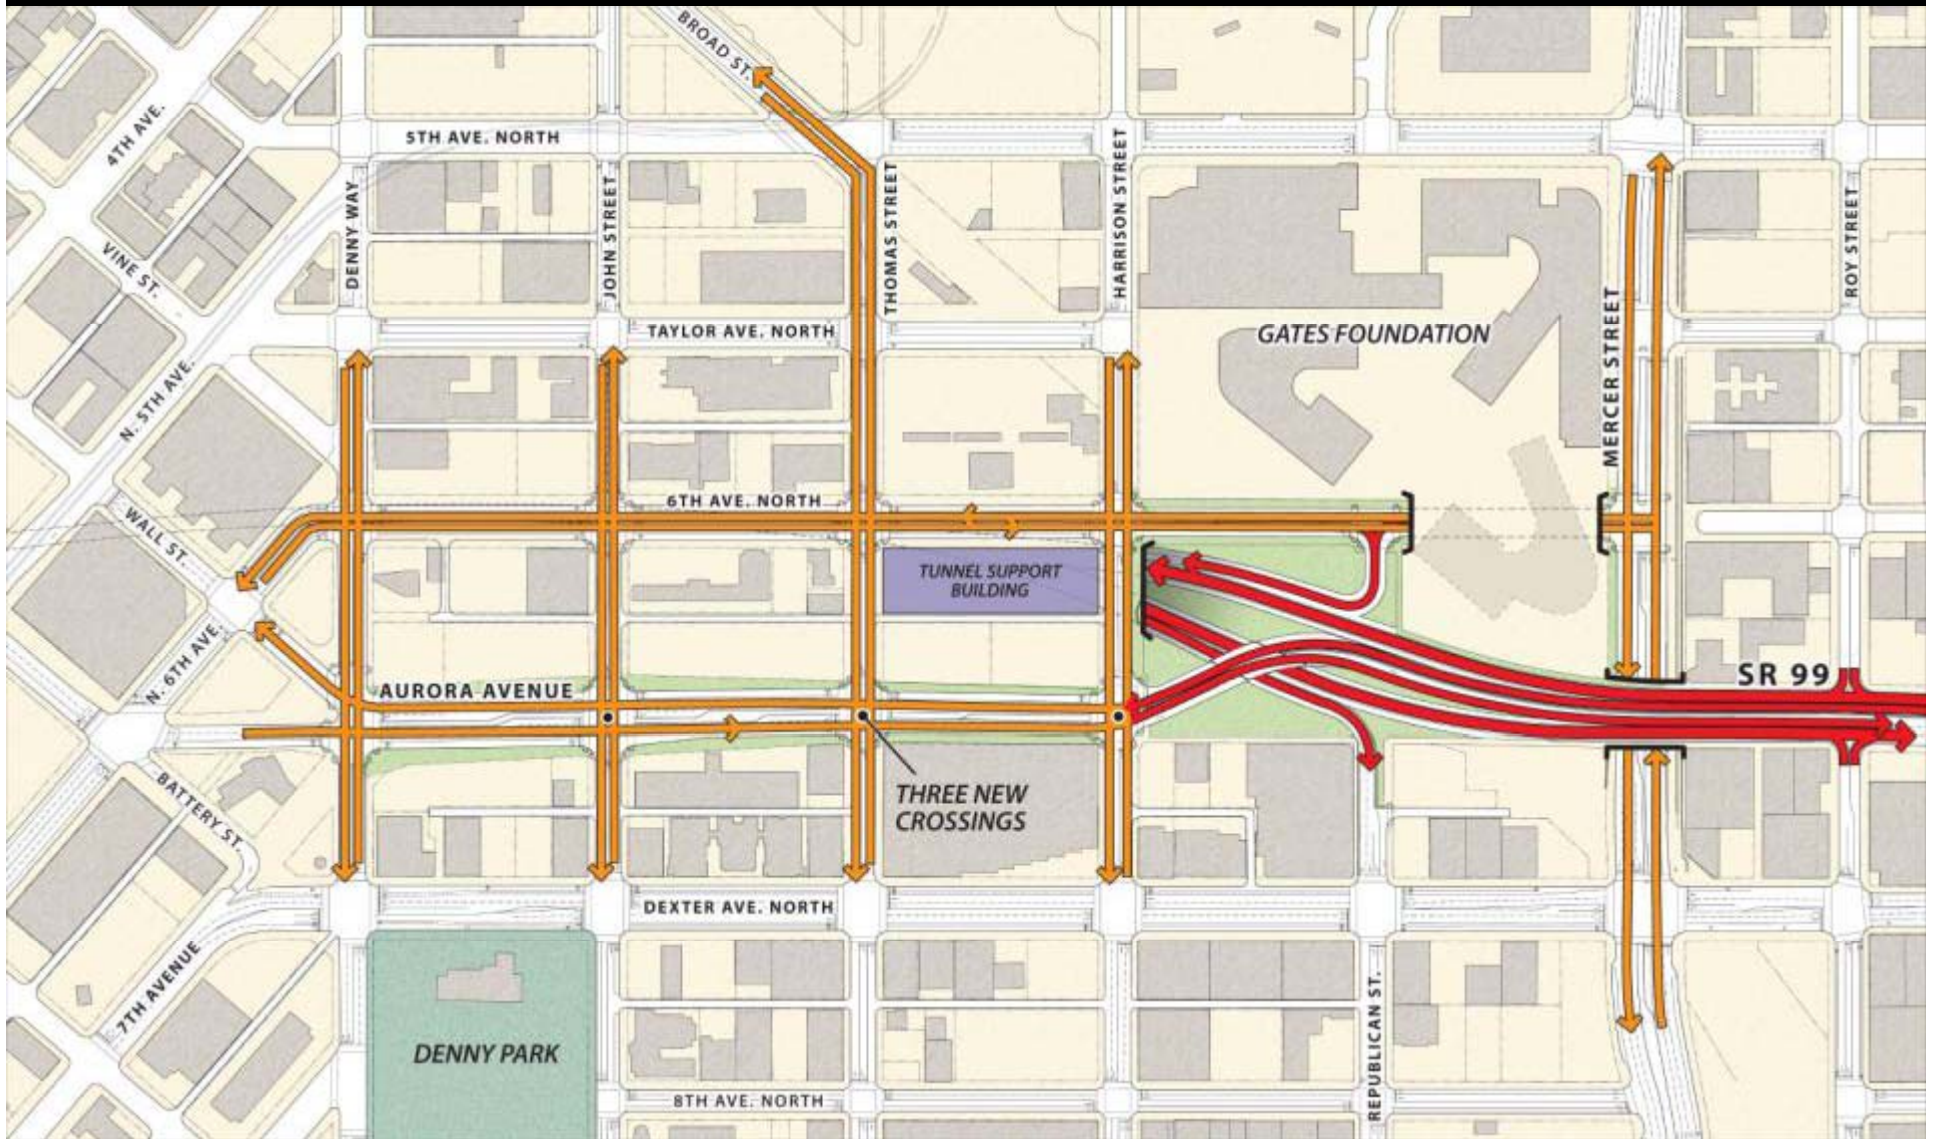 BROAD ST.
4TH AVE.
5TH AVE. NORTH
DENNY WAY
JOHN STREET
THOMAS STREET
HARRISON STREET
ROY STREET
VINE ST.
TAYLOR AVE. NORTH
GATES FOUNDATION
MERCER STREET
N. 5TH AVE.
6TH AVE. NORTH
WALL ST.
TUNNEL SUPPORT
BUILDING
N. 6TH AVE.
AURORA AVENUE
SR 99
BATTERY ST.
THREE NEW
CROSSINGS
DEXTER AVE. NORTH
7TH AVENUE
DENNY PARK
REPUBLICAN ST.
8TH AVE. NORTH